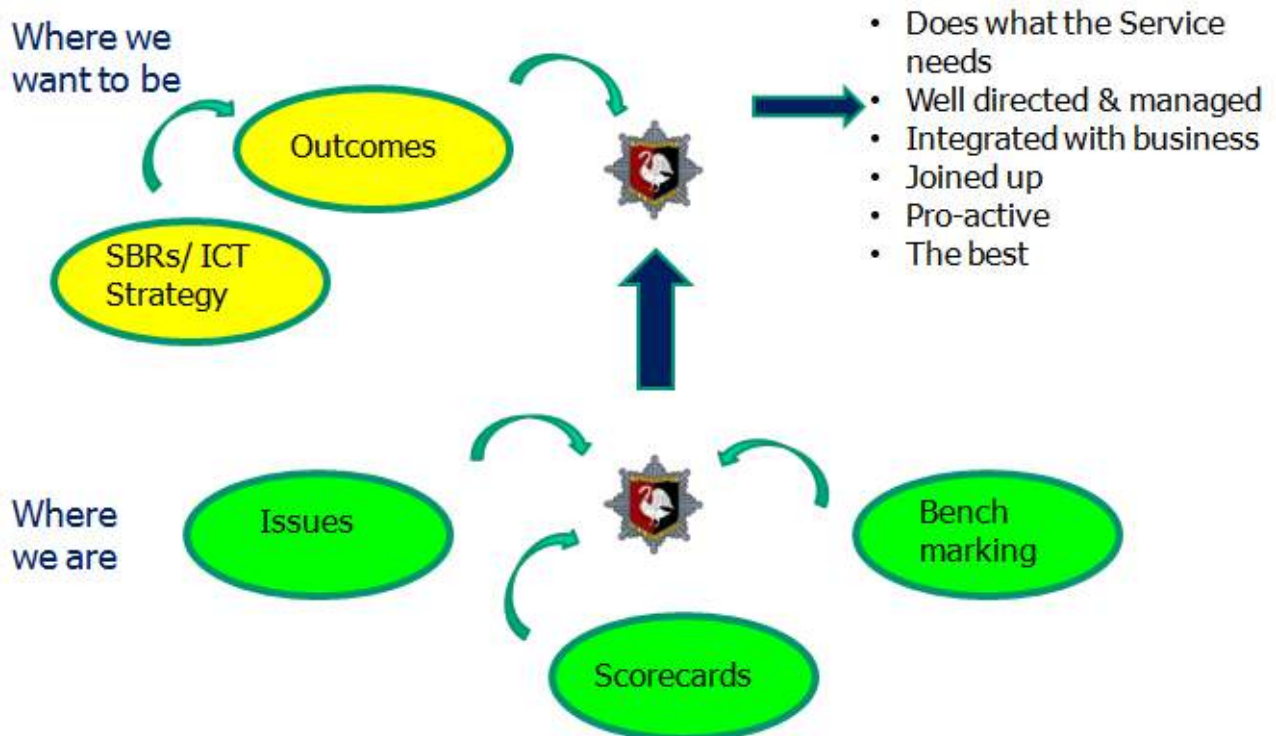 Where we
want to be
Outcomes
SBRs/ ICT
Strategy
• Does what the Service
needs
• Well directed & managed
• Integrated with business
• Joined up
• Pro-active
• The best
Where
we are
Issues
Bench
marking
Scorecards